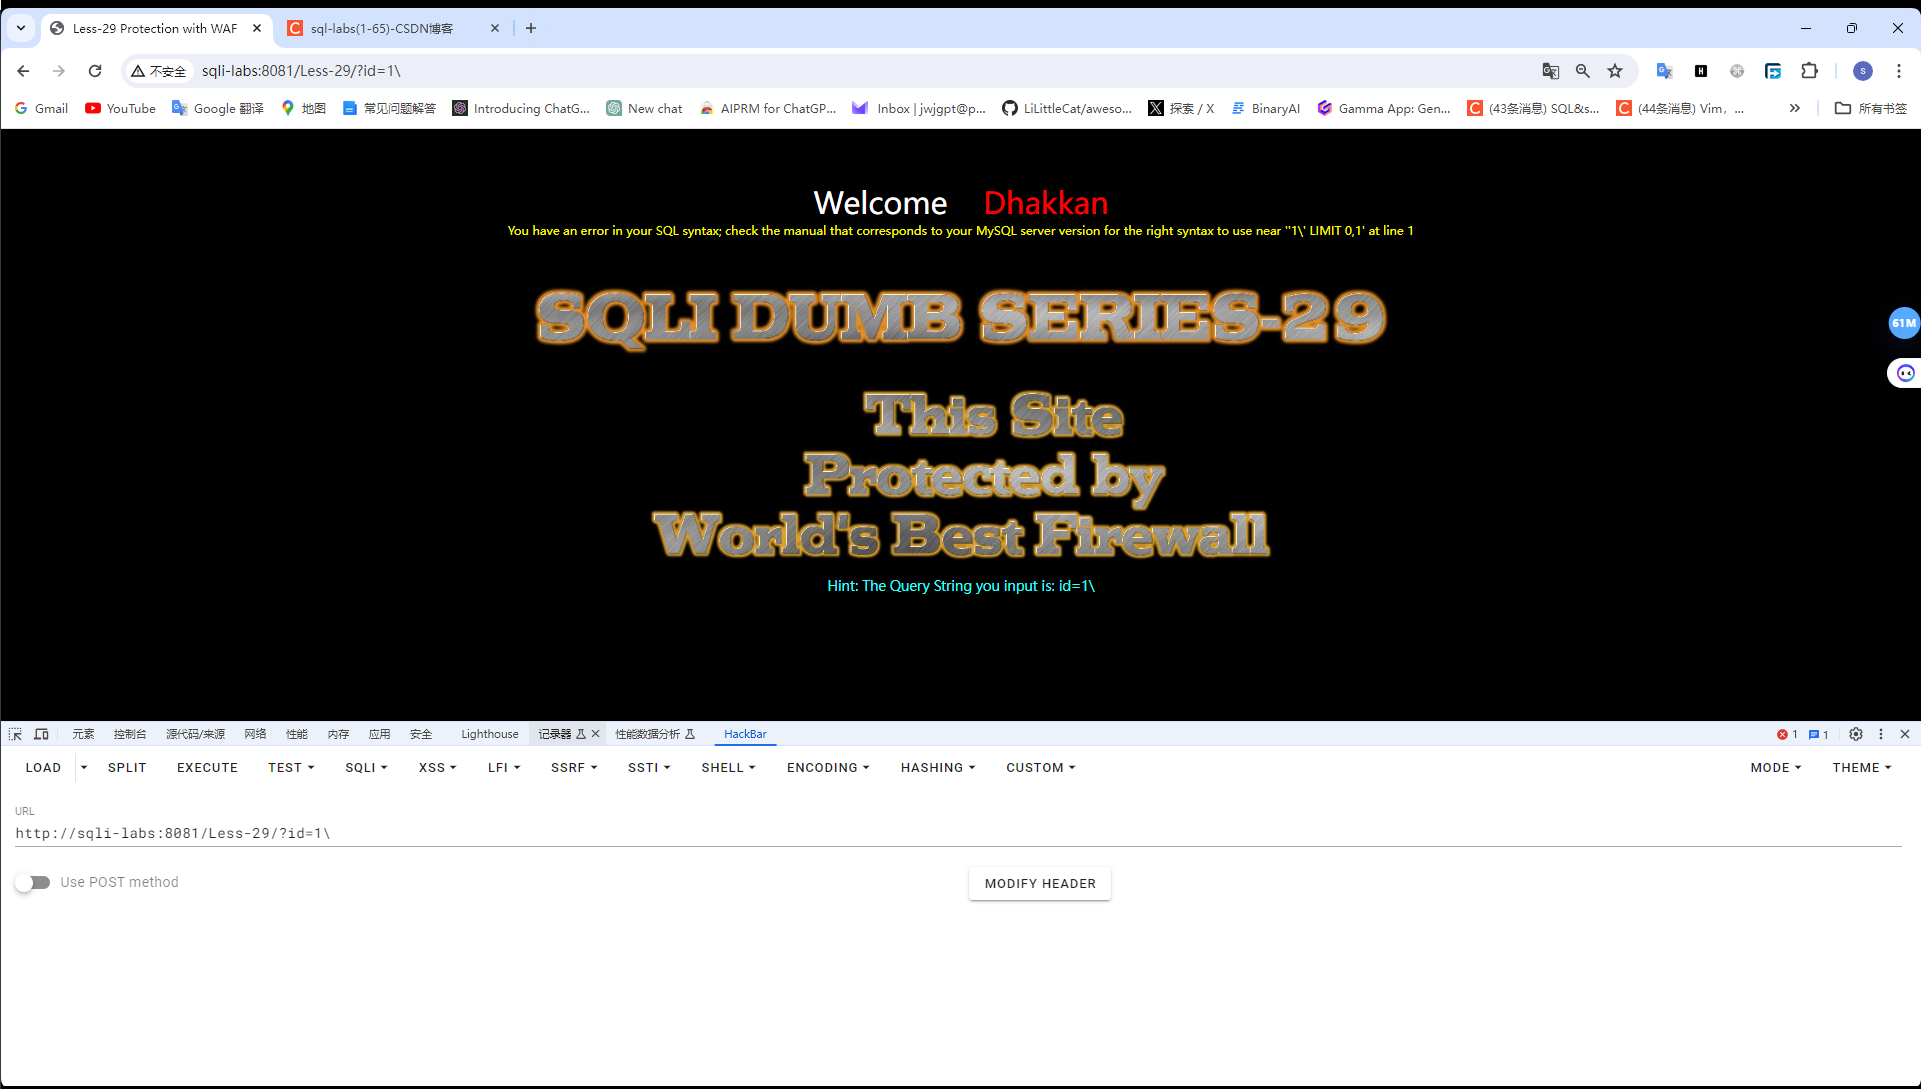 Less-29 Protection with WAF
sql-labs(1-65)-CSDN博客
不安全 sqli-labs:8081/Less-29/?id=1\
S
Gmail YouTube Google 翻译 地图 常见问题解答 Introducing ChatG... New chat AIPRM for ChatGP... Inbox | jwjgpt@p... LiLittleCat/aweso... 探索 / X BinaryAI Gamma App: Gen... (43条消息) SQL&s... (44条消息) Vim, ... » 所有书签
Welcome Dhakkan
You have an error in your SQL syntax; check the manual that corresponds to your MySQL server version for the right syntax to use near ''1\' LIMIT 0,1' at line 1
SQLI DUMB SERIES-29
61M
This Site
Protected by
World's Best Firewall
Hint: The Query String you input is: id=1\
元素 控制台 源代码/来源 网络 性能 内存 应用 安全 Lighthouse 记录器 性能数据分析 HackBar 1 1
LOAD SPLIT EXECUTE TEST SQLI XSS LFI SSRF SSTI SHELL ENCODING HASHING CUSTOM MODE THEME
URL
http://sqli-labs:8081/Less-29/?id=1\
Use POST method MODIFY HEADER